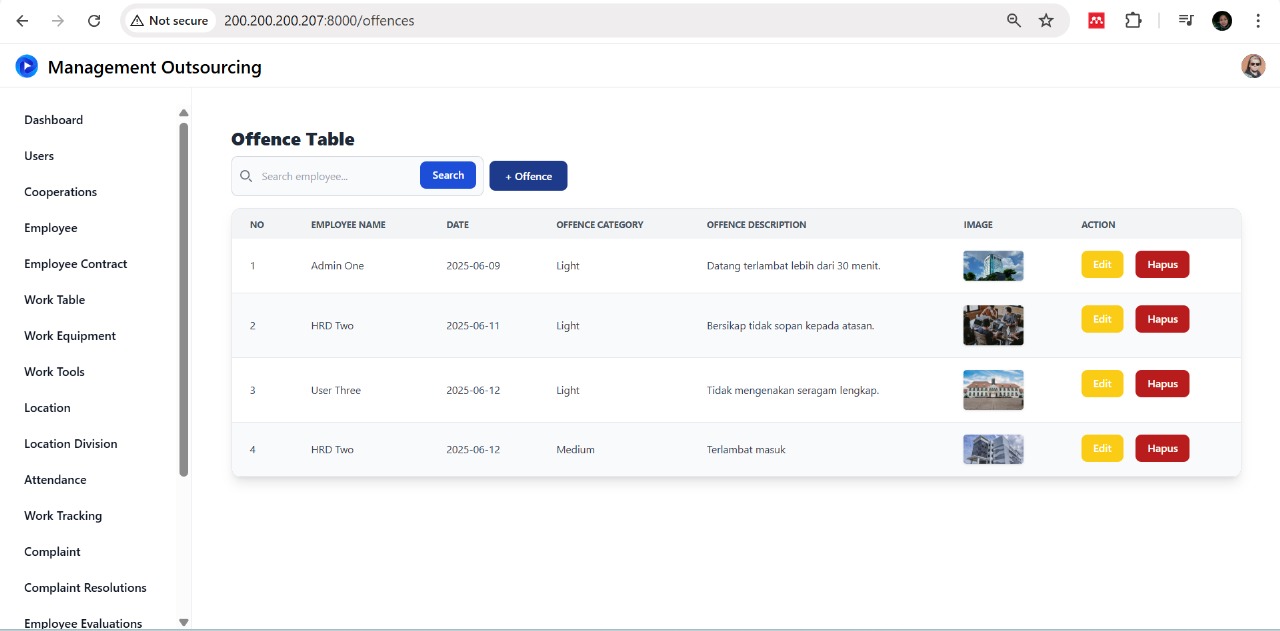 Not secure 200.200.200.207:8000/offences
Management Outsourcing
Dashboard
Users
Cooperations
Employee
Employee Contract
Work Table
Work Equipment
Work Tools
Location
Location Division
Attendance
Work Tracking
Complaint
Complaint Resolutions
Employee Evaluations
Offence Table
Search employee... Search + Offence
NO EMPLOYEE NAME DATE OFFENCE CATEGORY OFFENCE DESCRIPTION IMAGE ACTION
1 Admin One 2025-06-09 Light Datang terlambat lebih dari 30 menit. Edit Hapus
2 HRD Two 2025-06-11 Light Bersikap tidak sopan kepada atasan. Edit Hapus
3 User Three 2025-06-12 Light Tidak mengenakan seragam lengkap. Edit Hapus
4 HRD Two 2025-06-12 Medium Terlambat masuk Edit Hapus